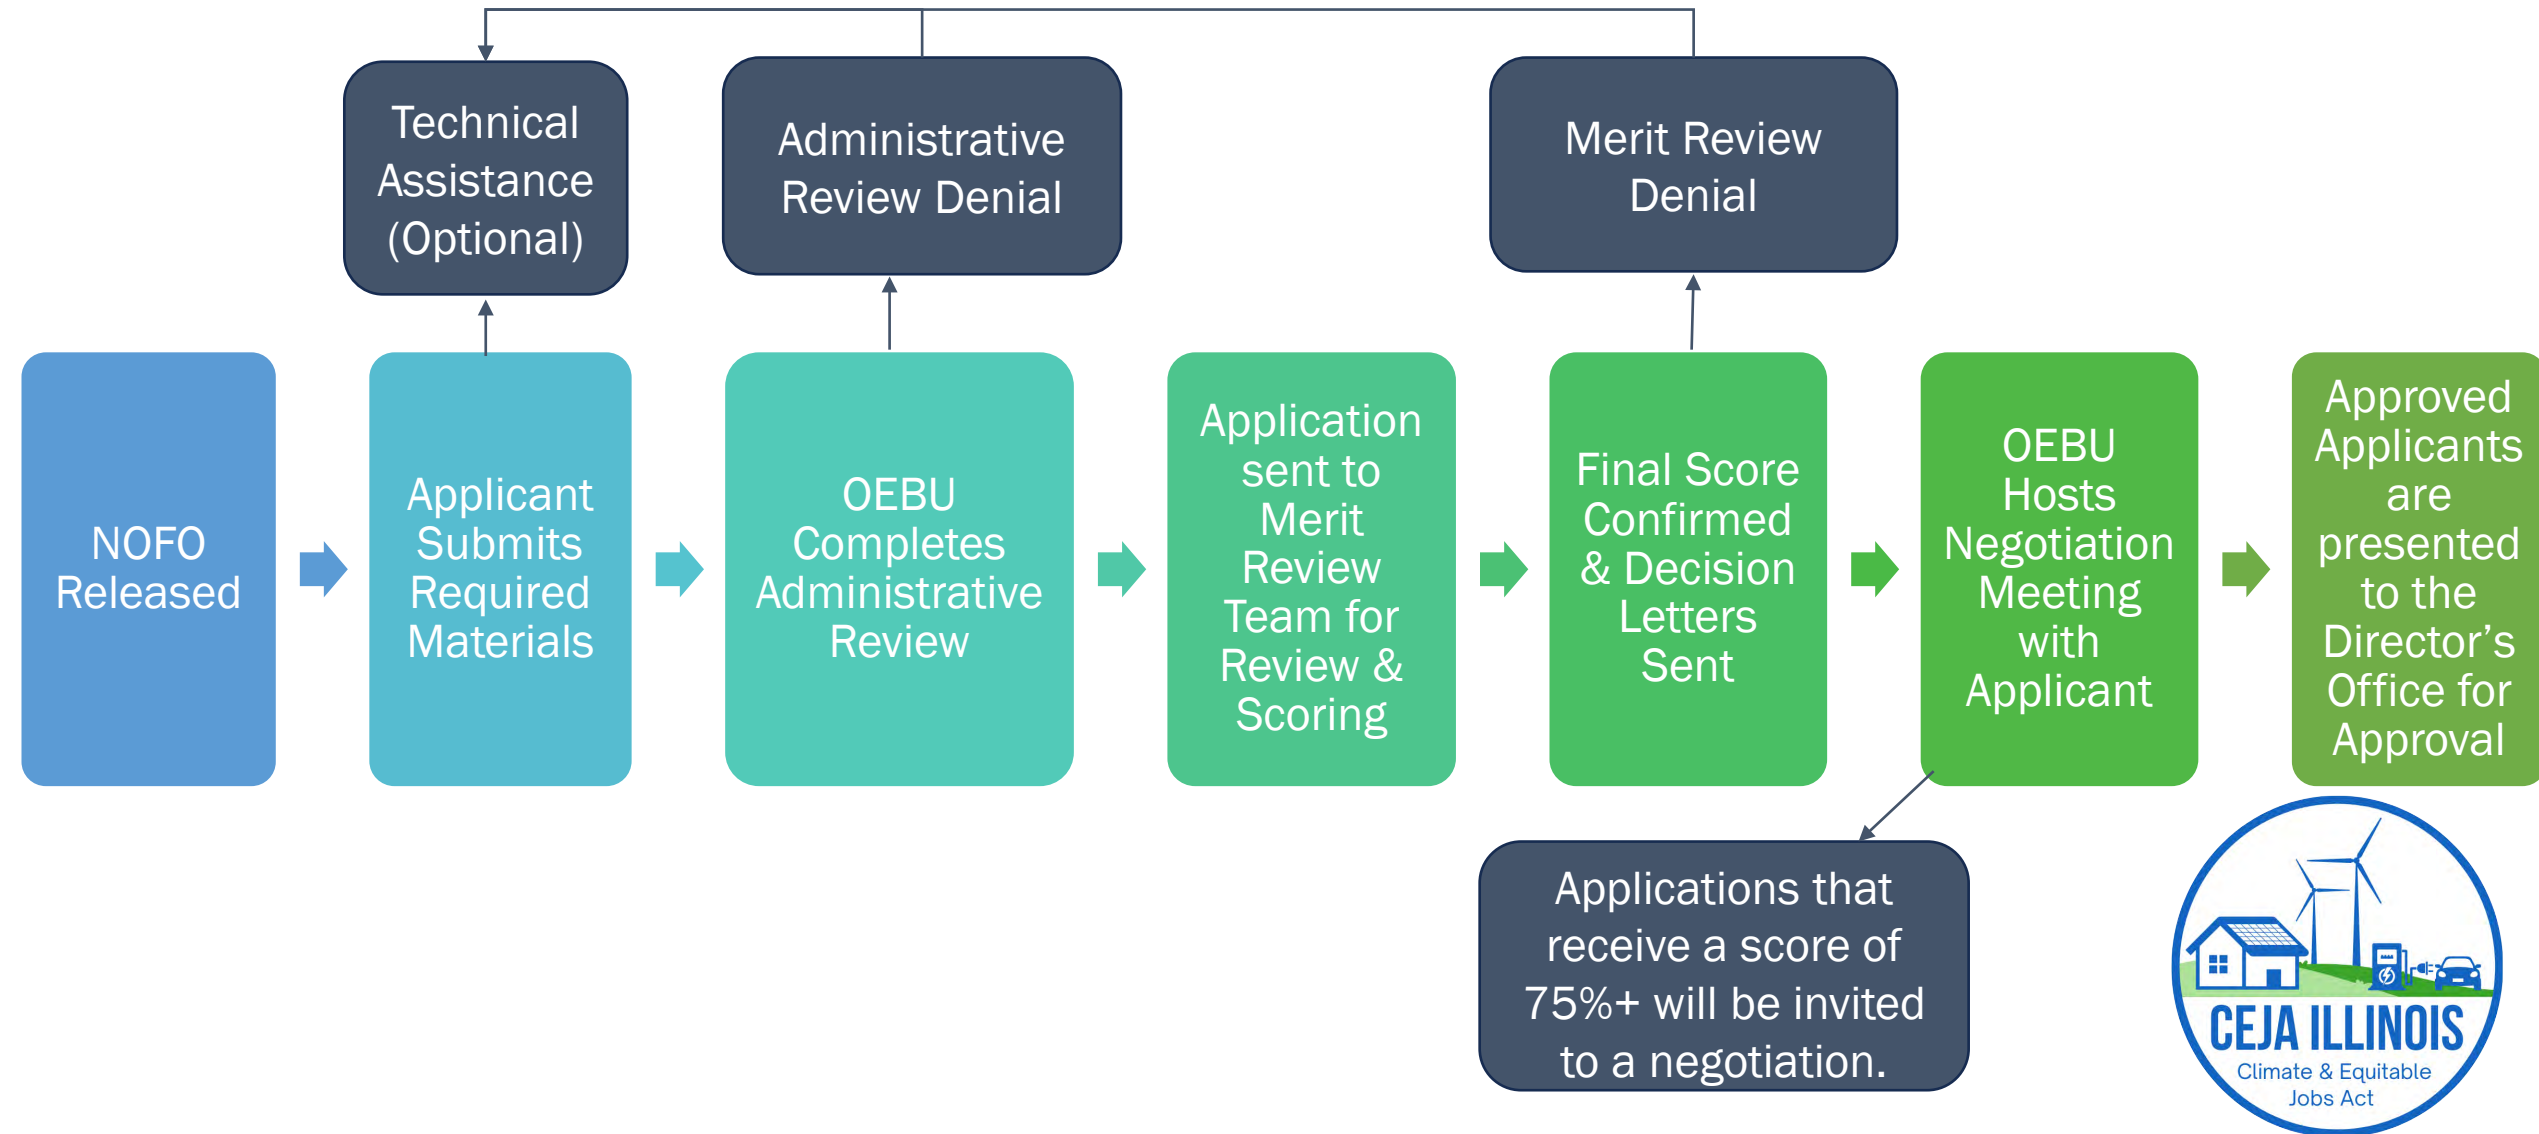 Technical
Assistance
(Optional)
Administrative
Review Denial
Merit Review
Denial
NOFO
Released
Applicant
Submits
Required
Materials
OEBU
Completes
Administrative
Review
Application
sent to
Merit
Review
Team for
Review &
Scoring
Final Score
Confirmed
& Decision
Letters
Sent
OEBU
Hosts
Negotiation
Meeting
with
Applicant
Approved
Applicants
are
presented
to the
Director’s
Office for
Approval
Applications that
receive a score of
75%+ will be invited
to a negotiation.
CEJA ILLINOIS
Climate & Equitable
Jobs Act